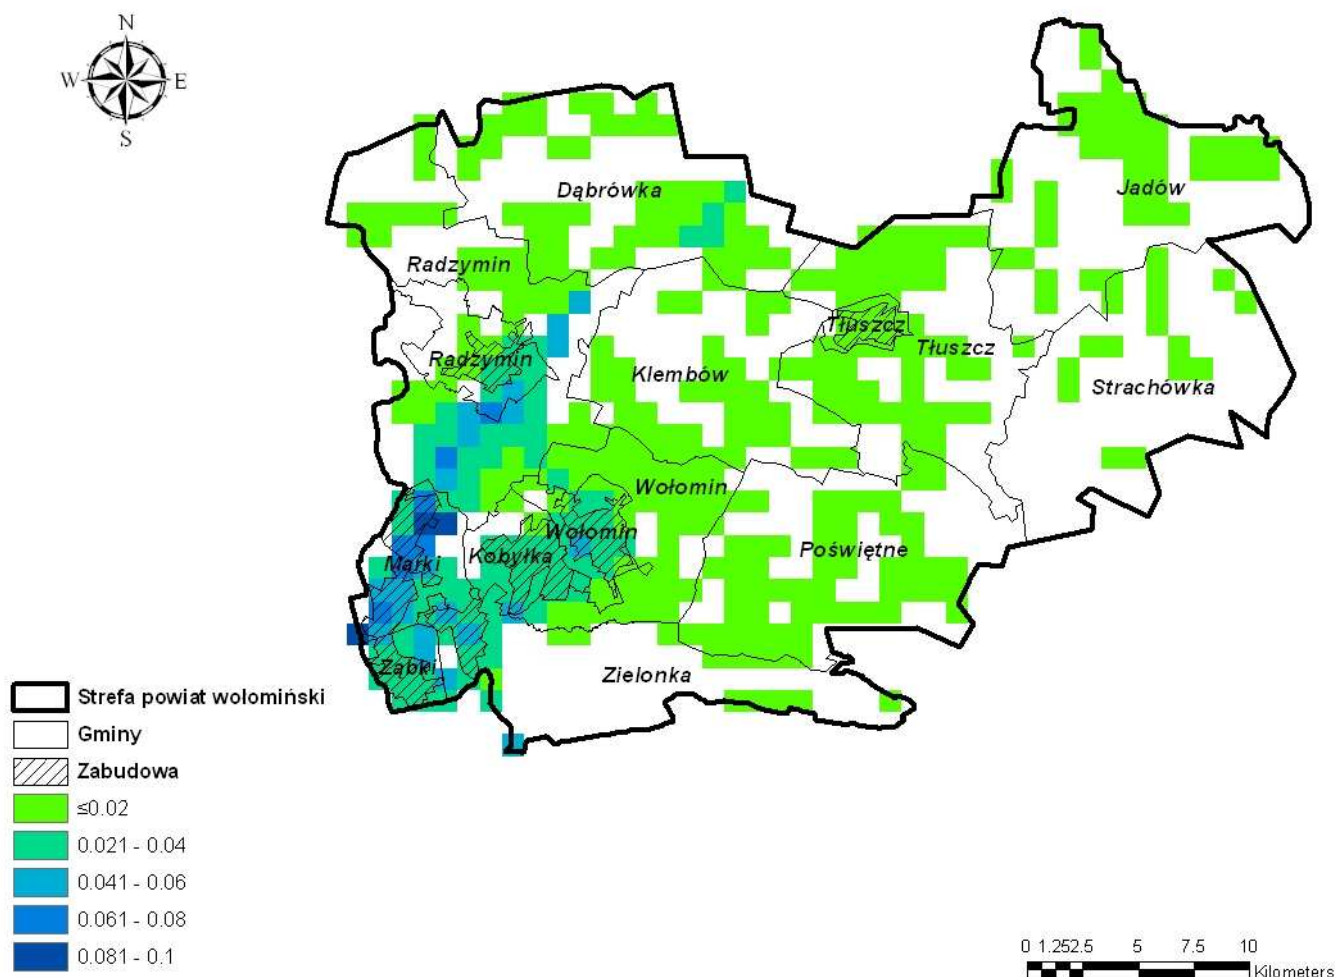 N
W E
S
Dąbrówka
Jadów
Radzymin
Tłuszcz
Radzymin
Klembów
Tłuszcz
Strachówka
Wołomin
Wołomin
Kobyłka
Poświętne
Marki
Ząbki
Zielonka
Strefa powiat wołomiński
Gminy
Zabudowa
≤0.02
0.021 - 0.04
0.041 - 0.06
0.061 - 0.08
0.081 - 0.1
0 1.252.5 5 7.5 10
Kilometers